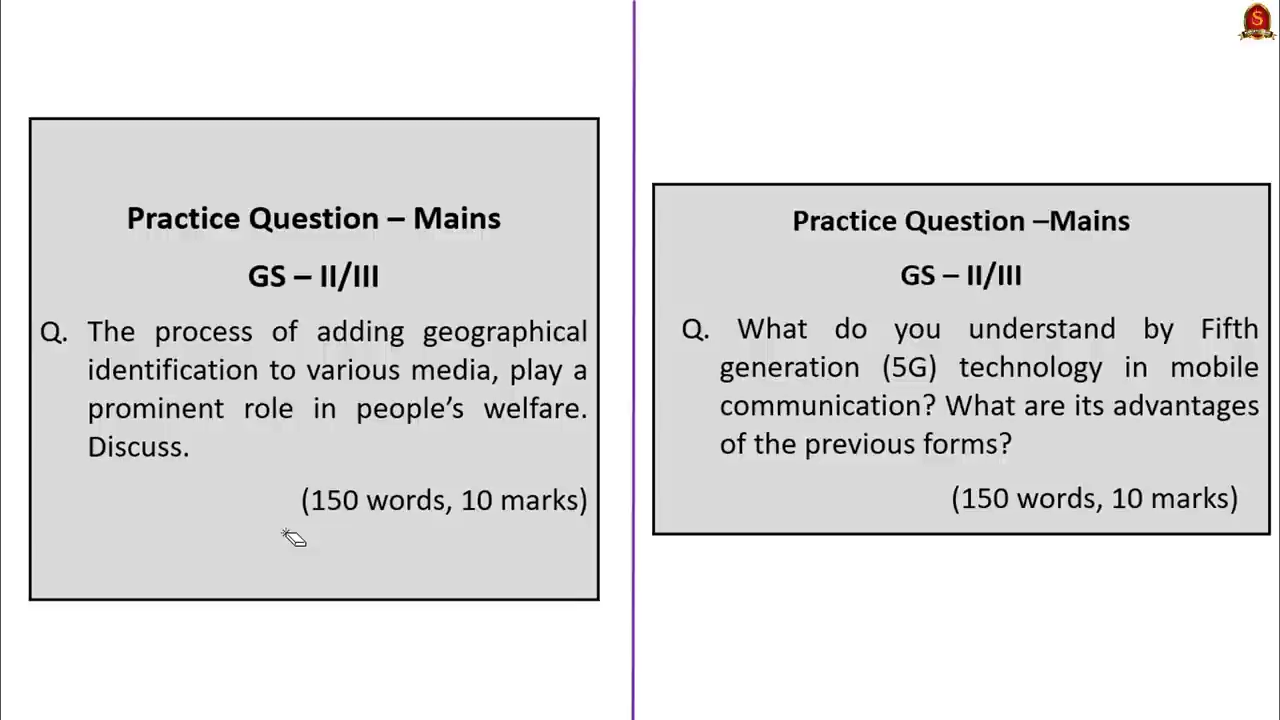 Practice Question – Mains
GS – II/III
Q. The process of adding geographical
identification to various media, play a
prominent role in people's welfare.
Discuss.
(150 words, 10 marks)
Practice Question –Mains
GS – II/III
Q. What do you understand by Fifth
generation (5G) technology in mobile
communication? What are its advantages
of the previous forms?
(150 words, 10 marks)
S